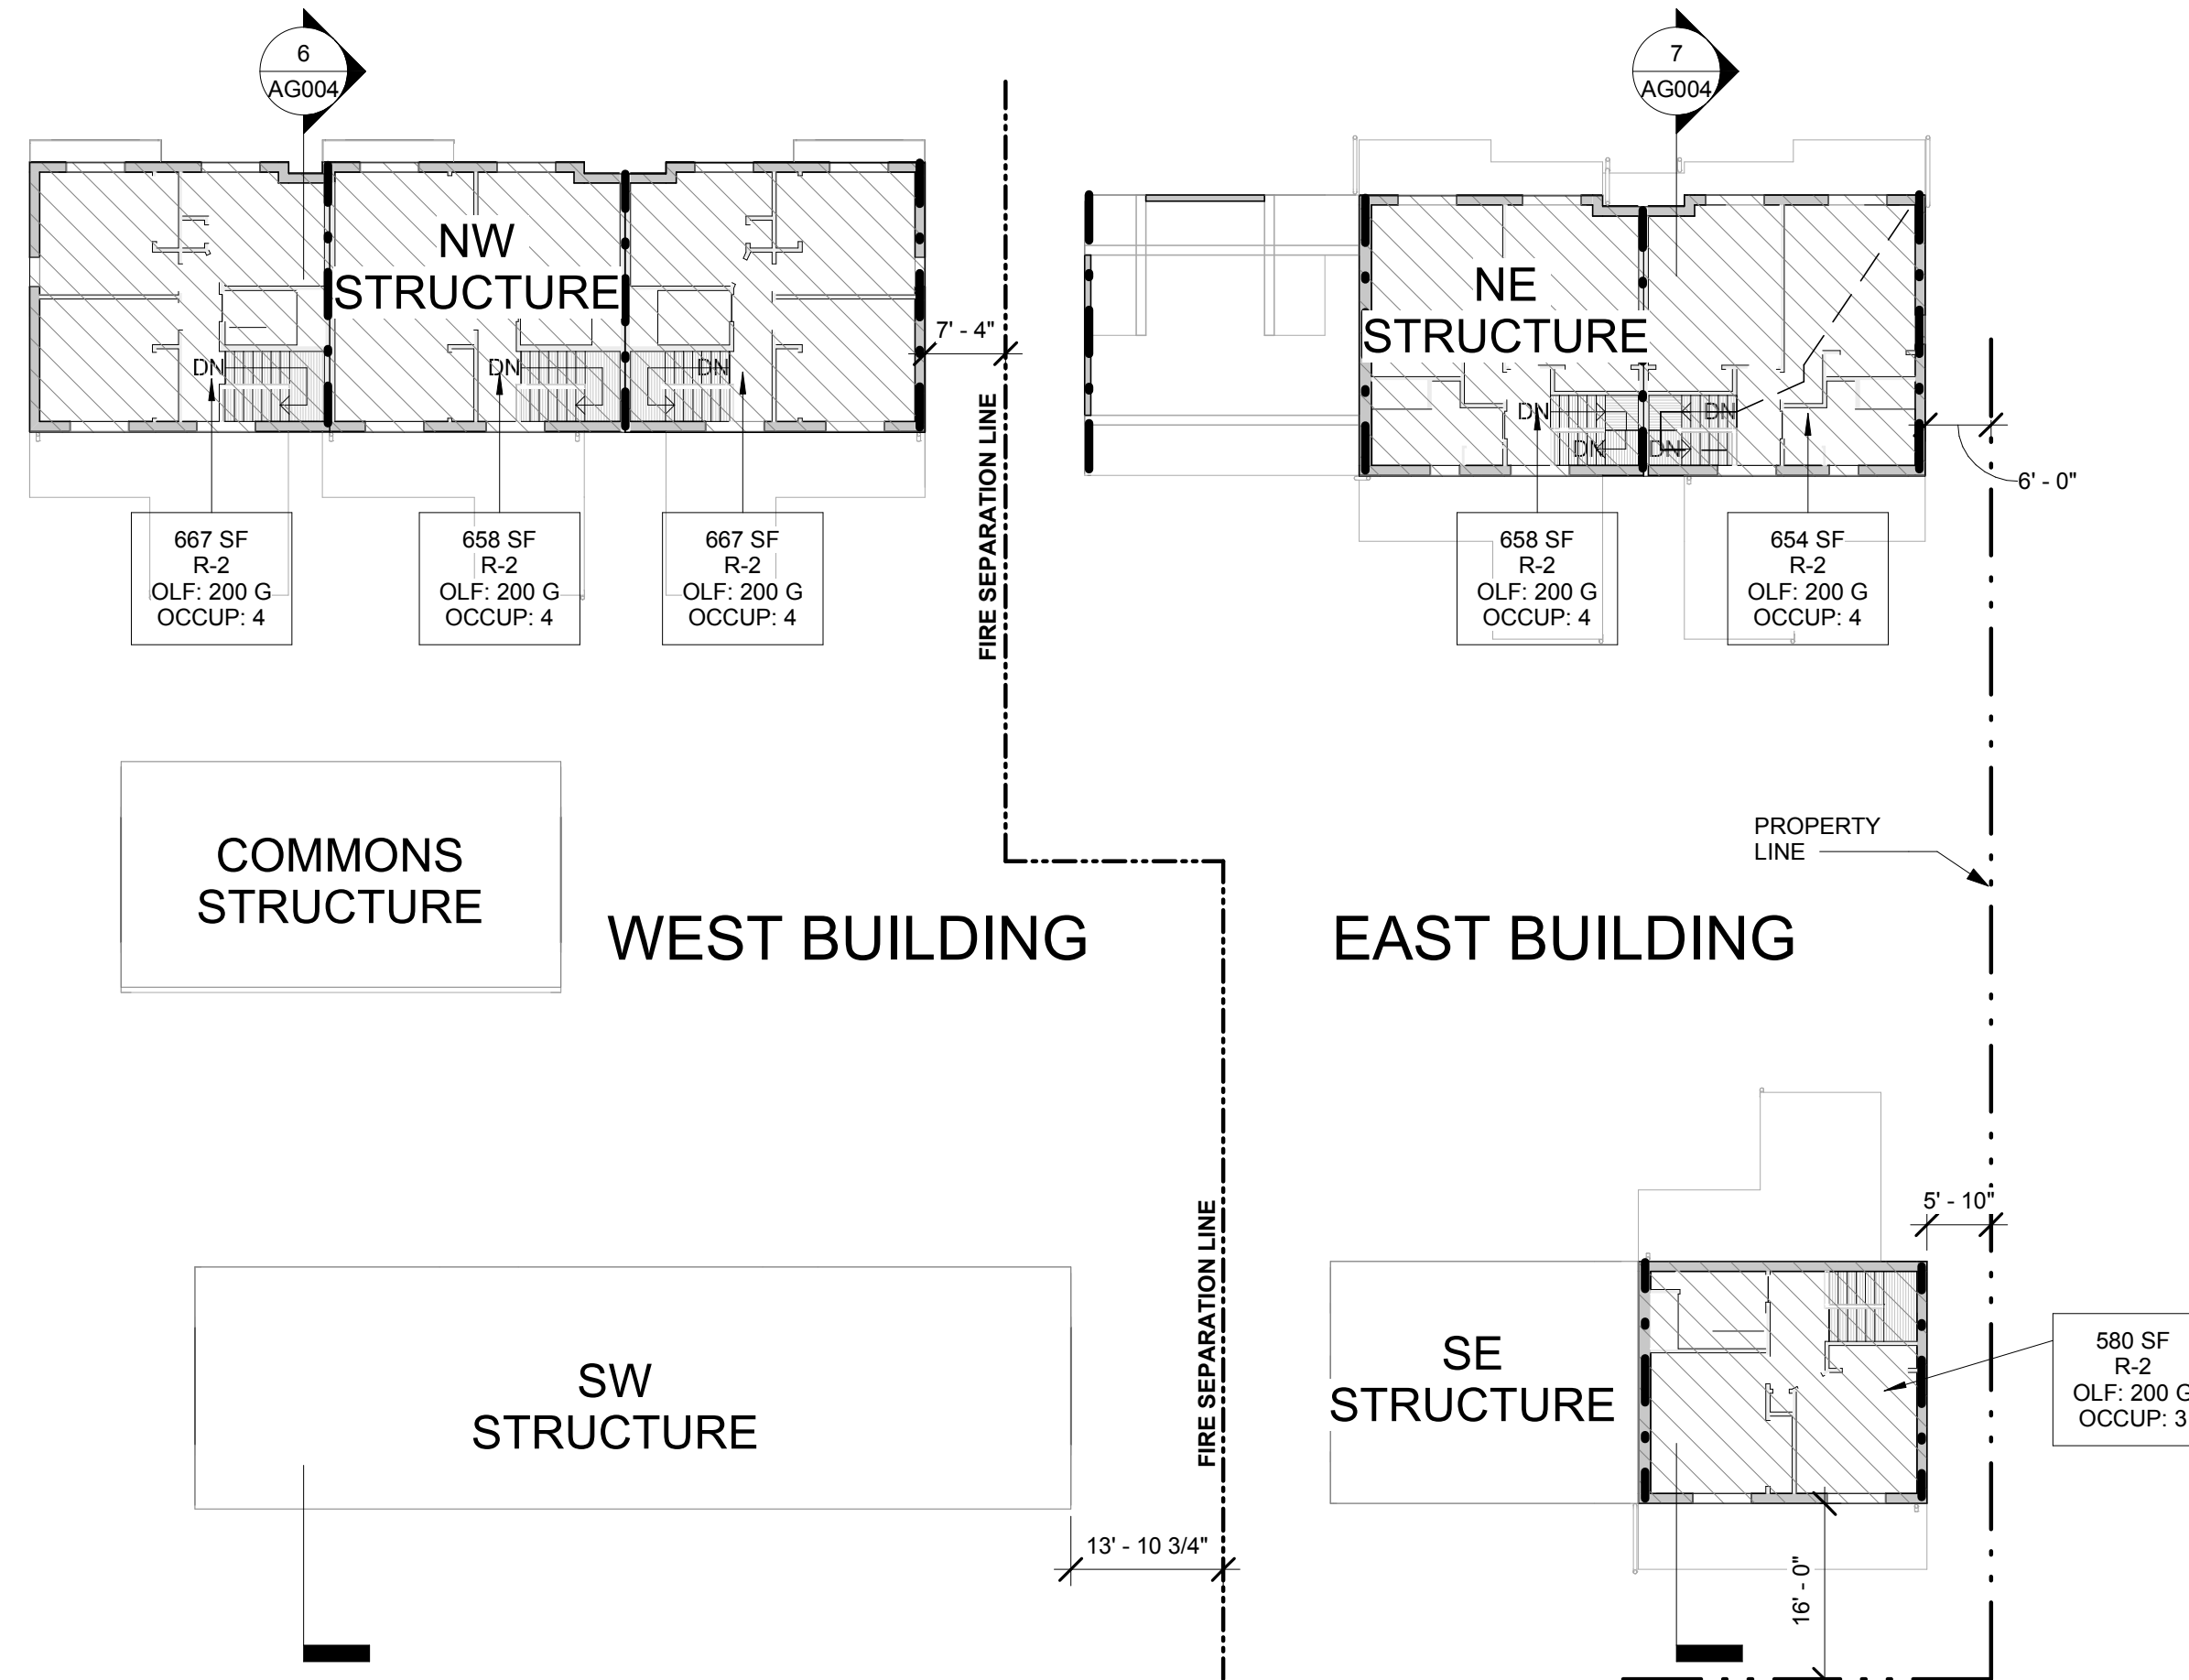 6
AG004
7
AG004
NW
STRUCTURE
NE
STRUCTURE
7' - 4"
DN
DN
DN
DN
DN
DN
DN
6' - 0"
FIRE SEPARATION LINE
667 SF
R-2
OLF: 200 G
OCCUP: 4
658 SF
R-2
OLF: 200 G
OCCUP: 4
667 SF
R-2
OLF: 200 G
OCCUP: 4
658 SF
R-2
OLF: 200 G
OCCUP: 4
654 SF
R-2
OLF: 200 G
OCCUP: 4
PROPERTY
LINE
COMMONS
STRUCTURE
WEST BUILDING
EAST BUILDING
FIRE SEPARATION LINE
5' - 10"
SW
STRUCTURE
SE
STRUCTURE
580 SF
R-2
OLF: 200 G
OCCUP: 3
13' - 10 3/4"
16' - 0"